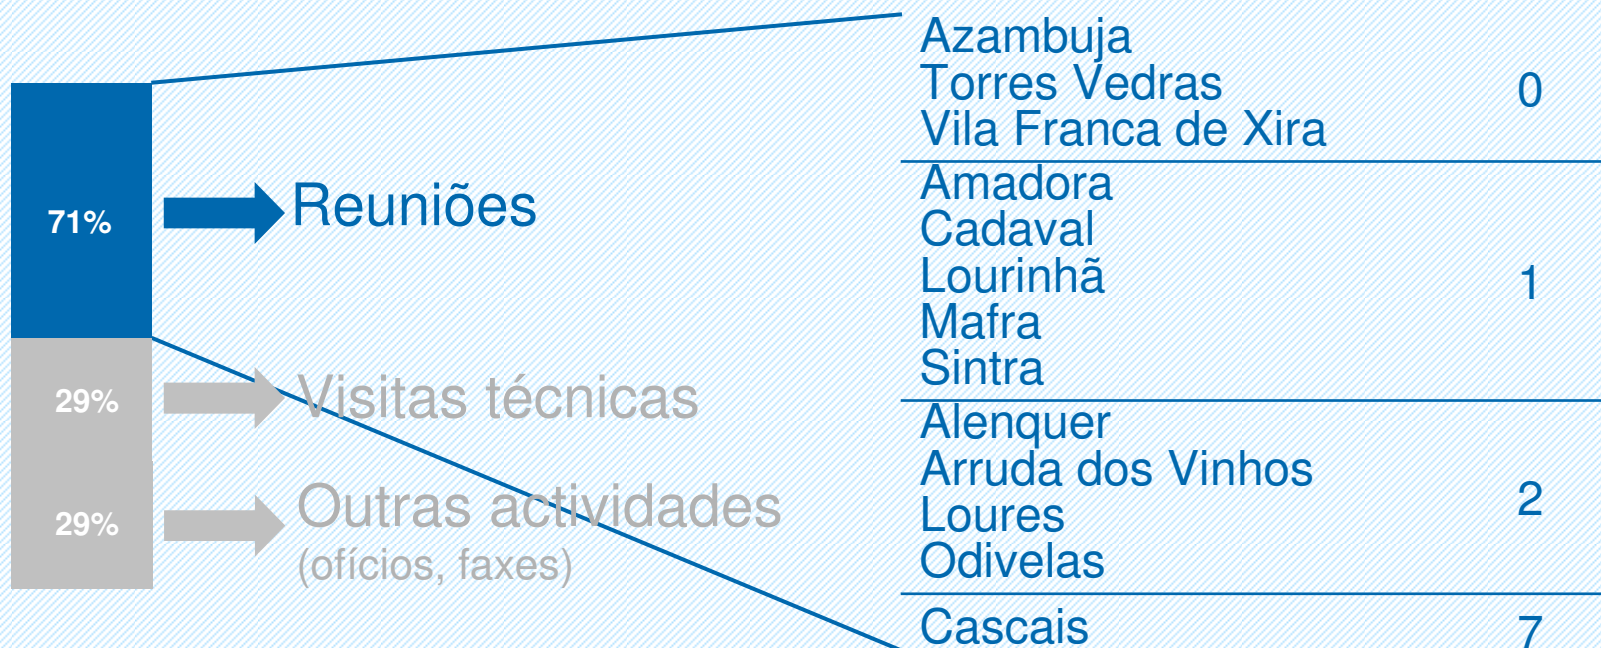 71%
Reuniões
29%
Visitas técnicas
29%
Outras actividades
(ofícios, faxes)
Azambuja
Torres Vedras
Vila Franca de Xira
0
Amadora
Cadaval
Lourinhã
Mafra
Sintra
1
Alenquer
Arruda dos Vinhos
Loures
Odivelas
2
Cascais
7